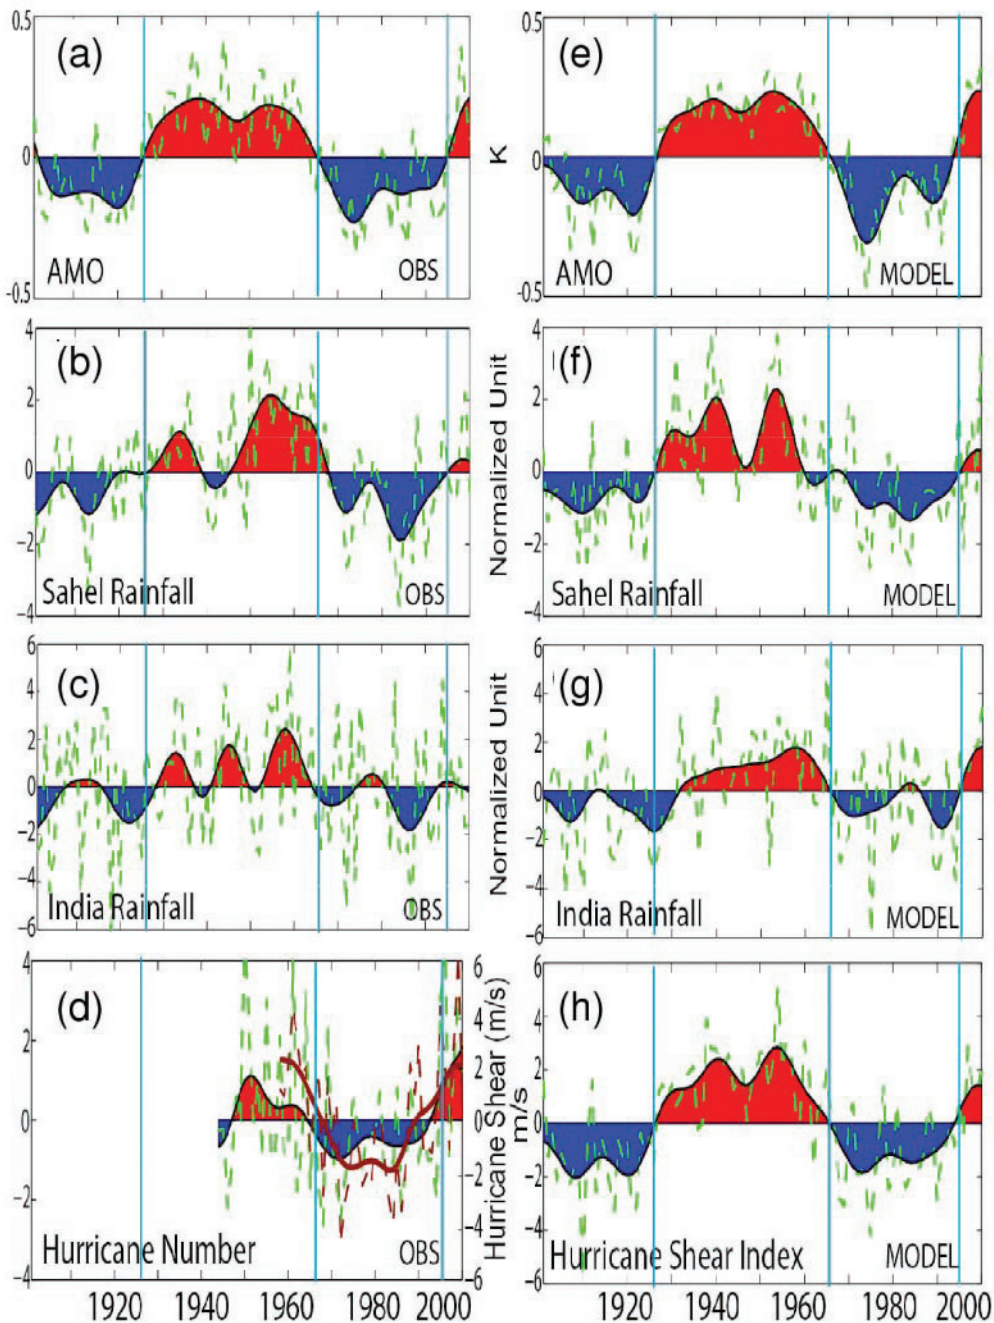 0.5
(a)
0
AMO
OBS
-0.5
0.5
(e)
K
0
AMO
MODEL
-0.5
4
(b)
2
0
-2
Sahel Rainfall
OBS
-4
Normalized Unit
4
(f)
2
0
-2
Sahel Rainfall
MODEL
-4
6
(c)
4
2
0
-2
-4
India Rainfall
OBS
-6
Normalized Unit
6
(g)
4
2
0
-2
-4
India Rainfall
MODEL
-6
4
(d)
2
0
-2
Hurricane Number
OBS
-4
6
4
2
0
-2
-4
-6
Hurricane Shear (m/s)
m/s
6
(h)
4
2
0
-2
-4
Hurricane Shear Index
MODEL
-6
1920 1940 1960 1980 2000
1920 1940 1960 1980 2000